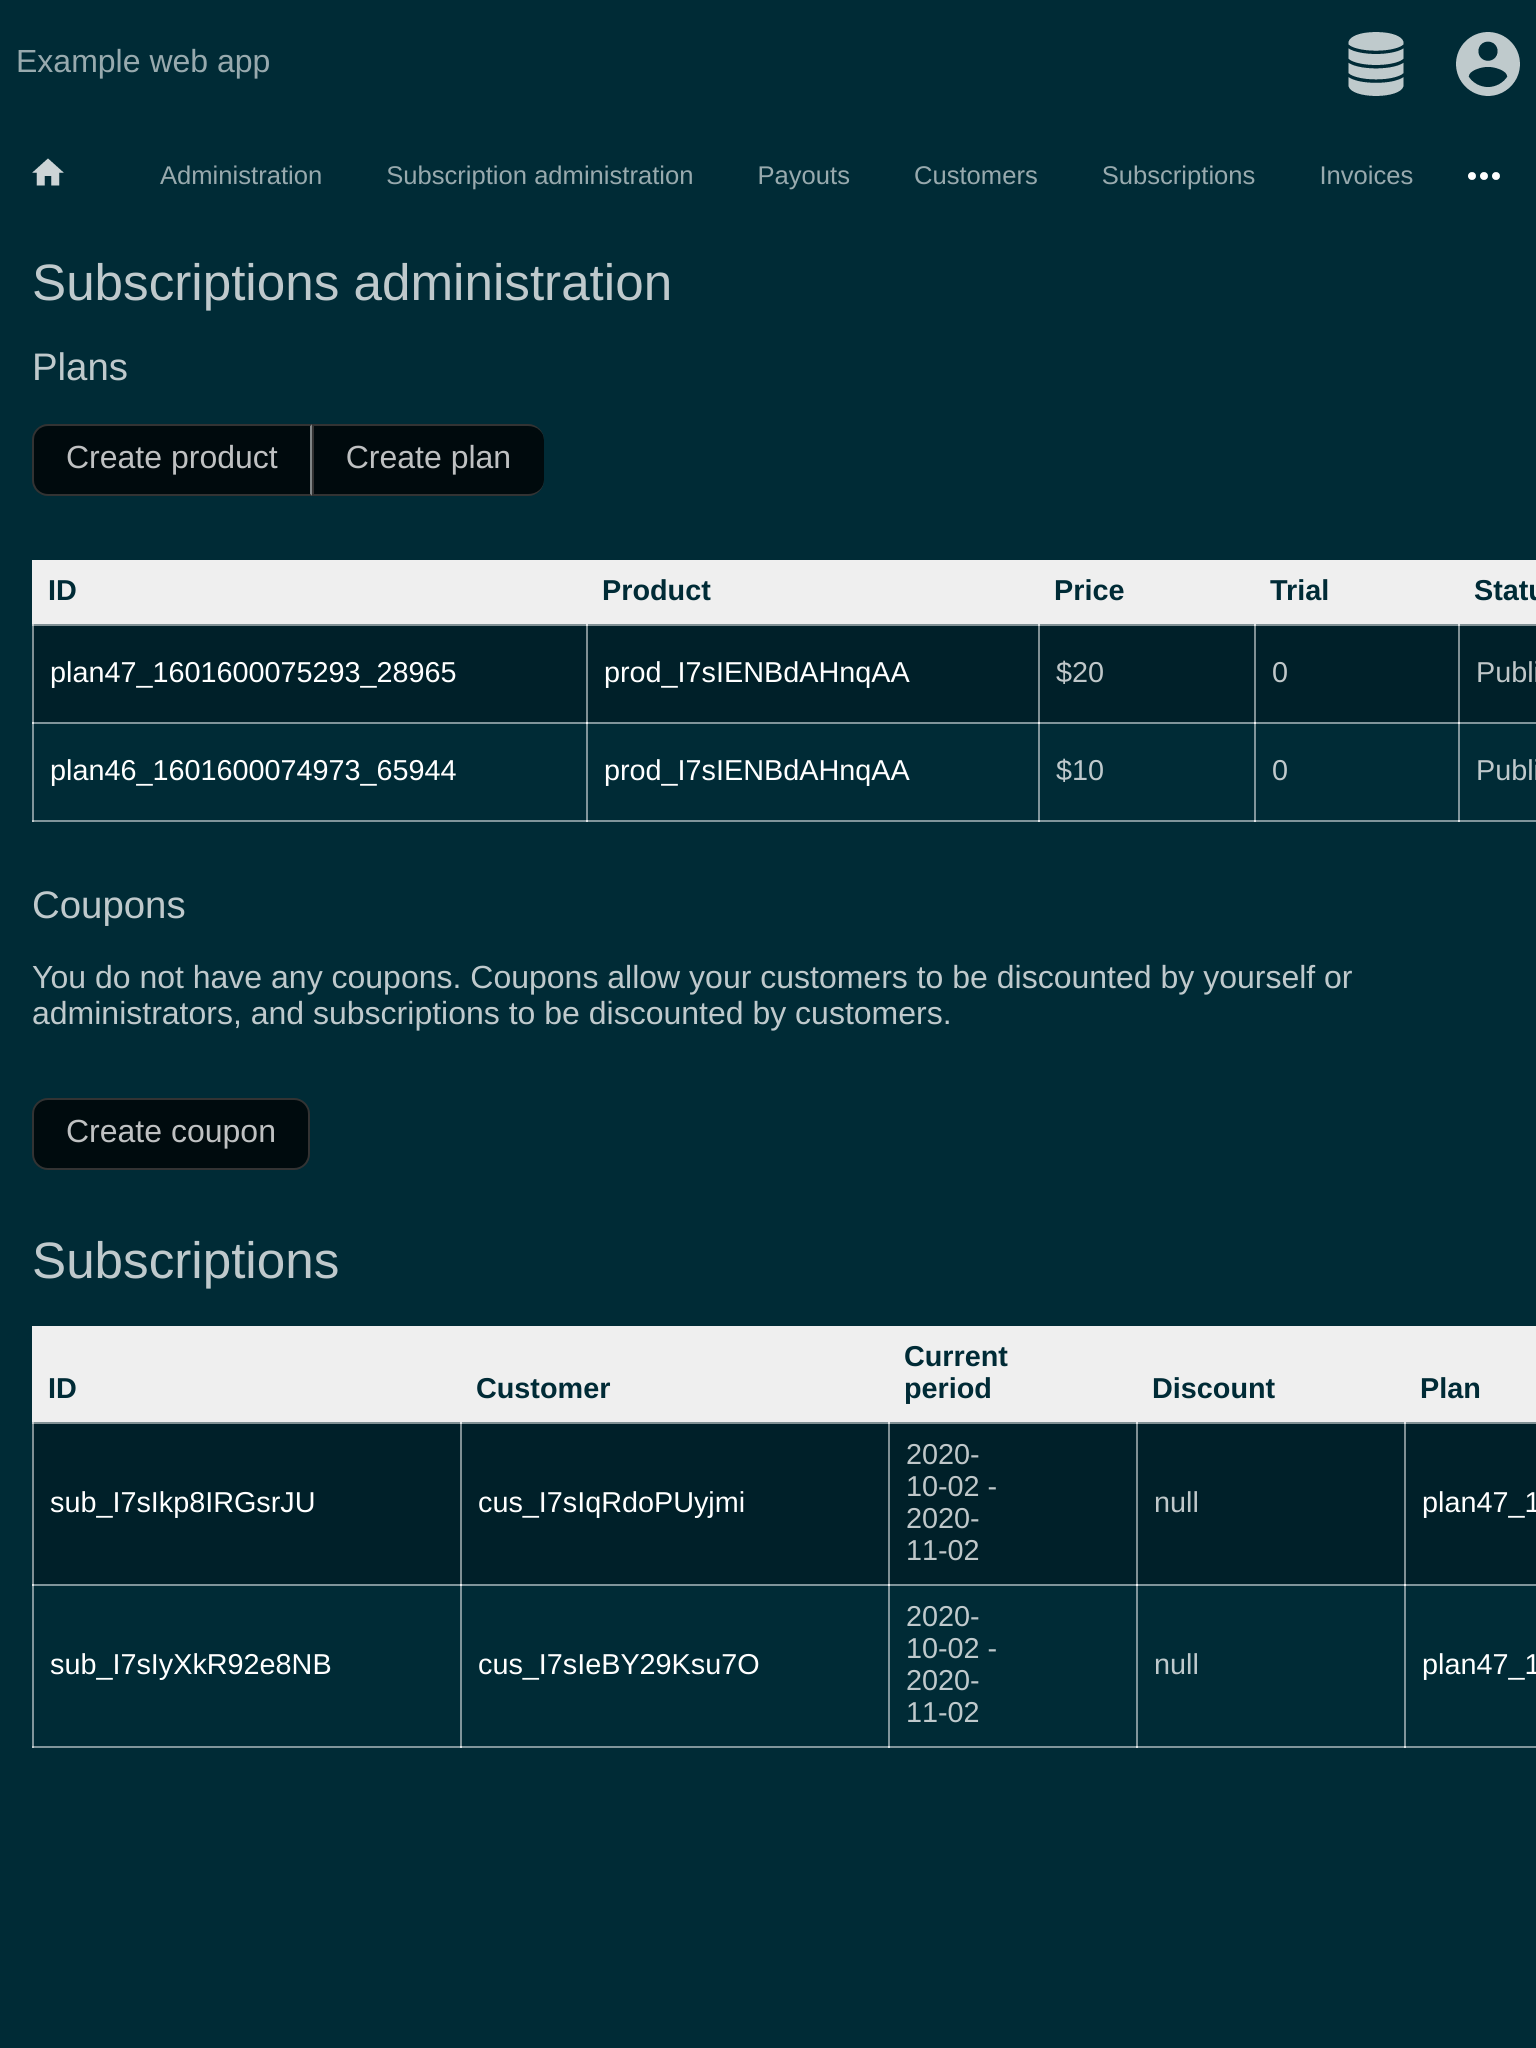 Example web app
Administration Subscription administration Payouts Customers Subscriptions Invoices
Subscriptions administration
Plans
Create product Create plan
ID Product Price Trial Statu
plan47_1601600075293_28965 prod_I7sIENBdAHnqAA $20 0 Publi
plan46_1601600074973_65944 prod_I7sIENBdAHnqAA $10 0 Publi
Coupons
You do not have any coupons. Coupons allow your customers to be discounted by yourself or
administrators, and subscriptions to be discounted by customers.
Create coupon
Subscriptions
ID Customer Current period Discount Plan
sub_I7sIkp8IRGsrJU cus_I7sIqRdoPUyjmi 2020-10-02 - 2020-11-02 null plan47_1
sub_I7sIyXkR92e8NB cus_I7sIeBY29Ksu7O 2020-10-02 - 2020-11-02 null plan47_1